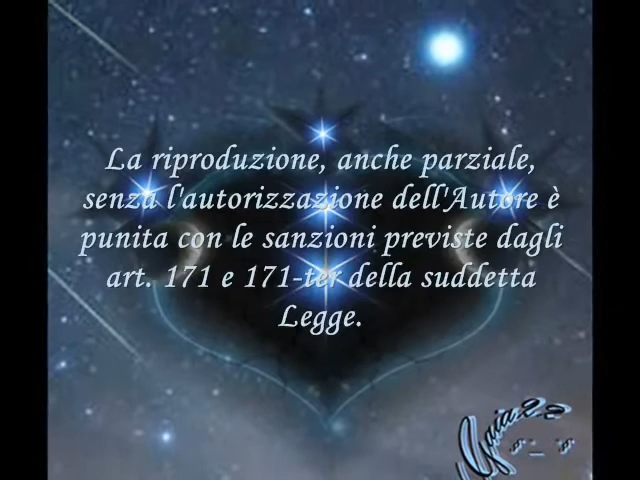 La riproduzione, anche parziale,
senza l'autorizzazione dell'Autore è
punita con le sanzioni previste dagli
art. 171 e 171-ter della suddetta
Legge.